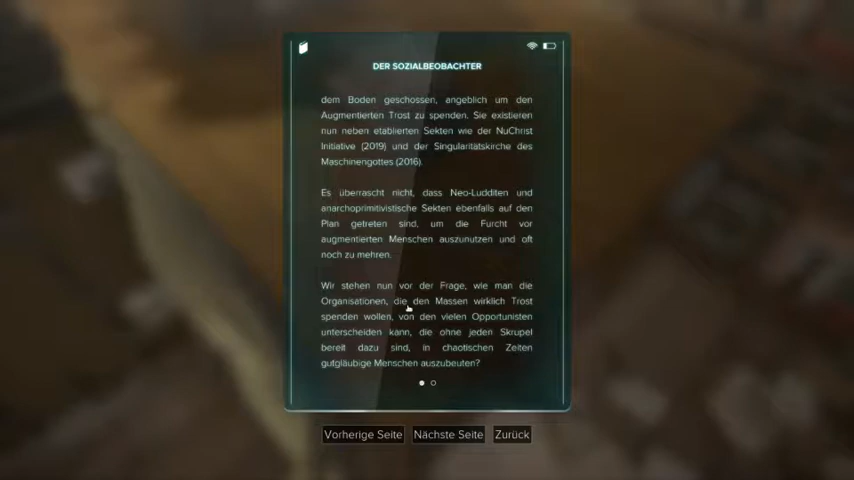 DER SOZIALBEOBACHTER
dem Boden geschossen, angeblich um den
Augmentierten Trost zu spenden. Sie existieren
nun neben etablierten Sekten wie der NuChrist
Initiative (2019) und der Singularitätskirche des
Maschinengottes (2016).
Es überrascht nicht, dass Neo-Ludditen und
anarchoprimitivistische Sekten ebenfalls auf den
Plan getreten sind, um die Furcht vor
augmentierten Menschen auszunutzen und oft
noch zu mehren.
Wir stehen nun vor der Frage, wie man die
Organisationen, die den Massen wirklich Trost
spenden wollen, von den vielen Opportunisten
unterscheiden kann, die ohne jeden Skrupel
bereit dazu sind, in chaotischen Zeiten
gutgläubige Menschen auszubeuten?
Vorherige Seite Nächste Seite Zurück